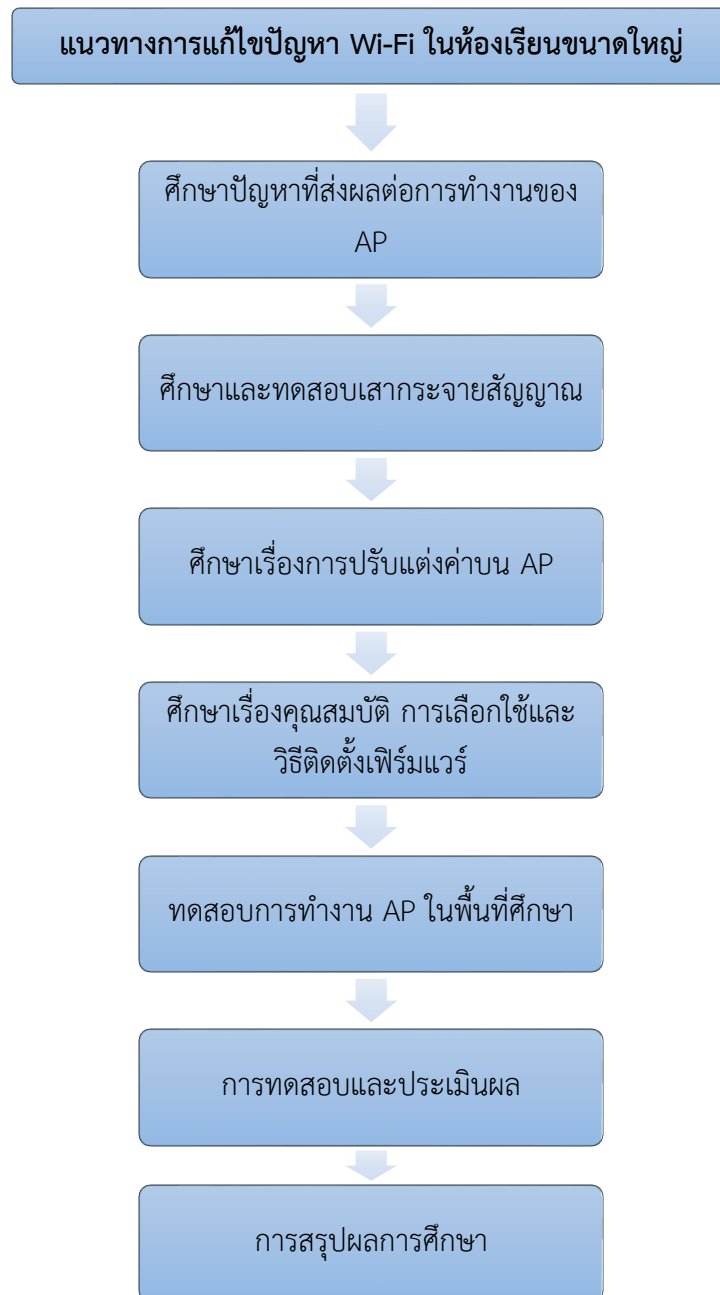 แนวทางการแก้ไขปัญหา Wi-Fi ในห้องเรียนขนาดใหญ่
ศึกษาปัญหาที่ส่งผลต่อการทำงานของ
AP
ศึกษาและทดสอบเสากระจายสัญญาณ
ศึกษาเรื่องการปรับแต่งค่าบน AP
ศึกษาเรื่องคุณสมบัติ การเลือกใช้และ
วิธีติดตั้งเฟิร์มแวร์
ทดสอบการทำงาน AP ในพื้นที่ศึกษา
การทดสอบและประเมินผล
การสรุปผลการศึกษา